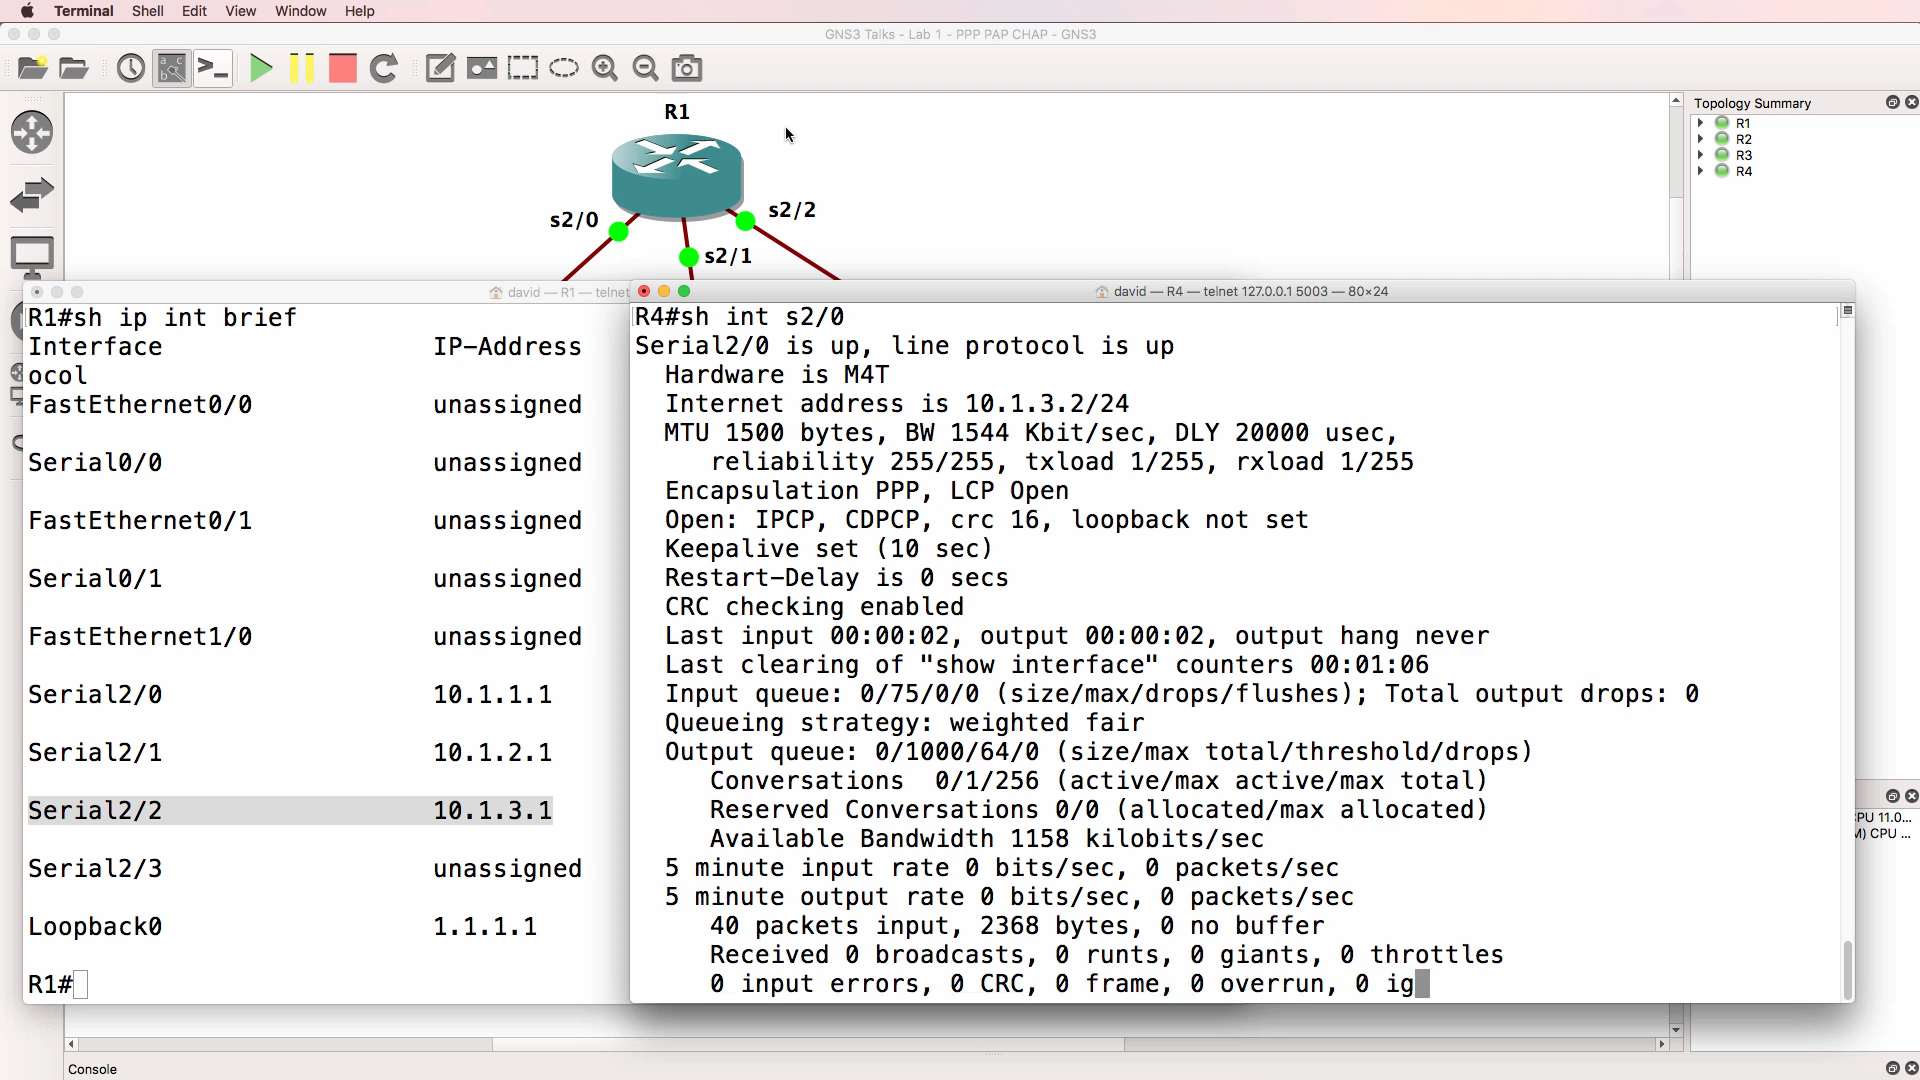 Terminal Shell Edit View Window Help
GNS3 Talks - Lab 1 - PPP PAP CHAP - GNS3
R1
s2/0
s2/2
s2/1
Topology Summary
R1
R2
R3
R4
david — R1 — telnet
R1#sh ip int brief
Interface IP-Address
ocol
FastEthernet0/0 unassigned
Serial0/0 unassigned
FastEthernet0/1 unassigned
Serial0/1 unassigned
FastEthernet1/0 unassigned
Serial2/0 10.1.1.1
Serial2/1 10.1.2.1
Serial2/2 10.1.3.1
Serial2/3 unassigned
Loopback0 1.1.1.1
R1#
david — R4 — telnet 127.0.0.1 5003 — 80×24
R4#sh int s2/0
Serial2/0 is up, line protocol is up
Hardware is M4T
Internet address is 10.1.3.2/24
MTU 1500 bytes, BW 1544 Kbit/sec, DLY 20000 usec,
reliability 255/255, txload 1/255, rxload 1/255
Encapsulation PPP, LCP Open
Open: IPCP, CDPCP, crc 16, loopback not set
Keepalive set (10 sec)
Restart-Delay is 0 secs
CRC checking enabled
Last input 00:00:02, output 00:00:02, output hang never
Last clearing of "show interface" counters 00:01:06
Input queue: 0/75/0/0 (size/max/drops/flushes); Total output drops: 0
Queueing strategy: weighted fair
Output queue: 0/1000/64/0 (size/max total/threshold/drops)
Conversations 0/1/256 (active/max active/max total)
Reserved Conversations 0/0 (allocated/max allocated)
Available Bandwidth 1158 kilobits/sec
5 minute input rate 0 bits/sec, 0 packets/sec
5 minute output rate 0 bits/sec, 0 packets/sec
40 packets input, 2368 bytes, 0 no buffer
Received 0 broadcasts, 0 runts, 0 giants, 0 throttles
0 input errors, 0 CRC, 0 frame, 0 overrun, 0 ig
CPU 11.0...
M) CPU ...
Console